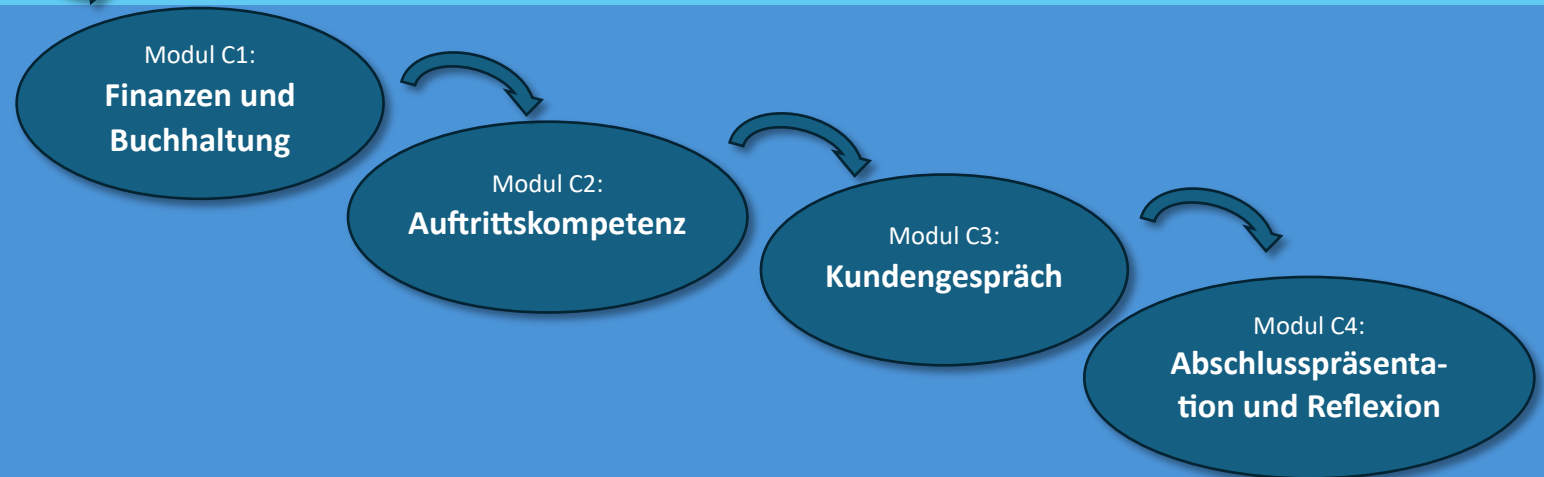 Modul C1:
Finanzen und
Buchhaltung
Modul C2:
Auftrittskompetenz
Modul C3:
Kundengespräch
Modul C4:
Abschlusspräsenta-
tion und Reflexion